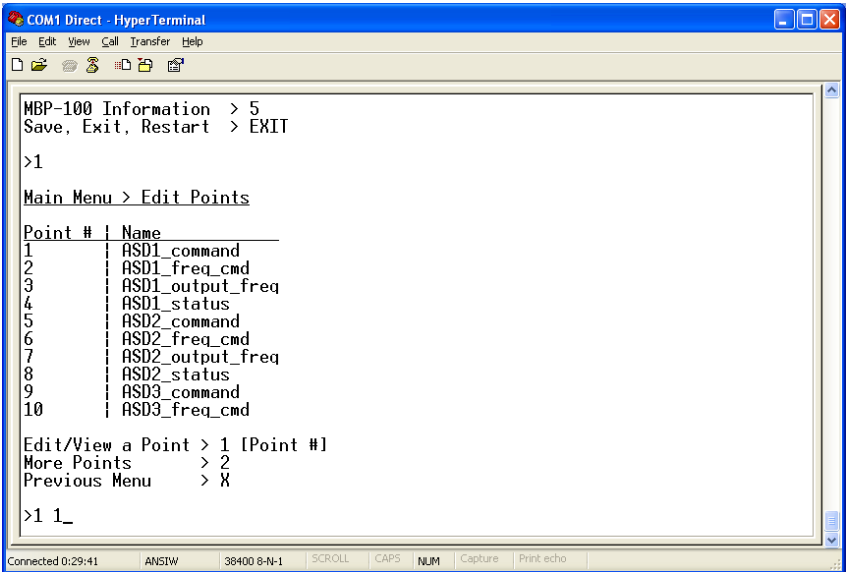 COM1 Direct - HyperTerminal
File Edit View Call Transfer Help
MBP-100 Information > 5
Save, Exit, Restart > EXIT
>1
Main Menu > Edit Points
Point # | Name
1 | ASD1_command
2 | ASD1_freq_cmd
3 | ASD1_output_freq
4 | ASD1_status
5 | ASD2_command
6 | ASD2_freq_cmd
7 | ASD2_output_freq
8 | ASD2_status
9 | ASD3_command
10 | ASD3_freq_cmd
Edit/View a Point > 1 [Point #]
More Points > 2
Previous Menu > X
>1 1_
Connected 0:29:41 ANSIW 38400 8-N-1 SCROLL CAPS NUM Capture Print echo